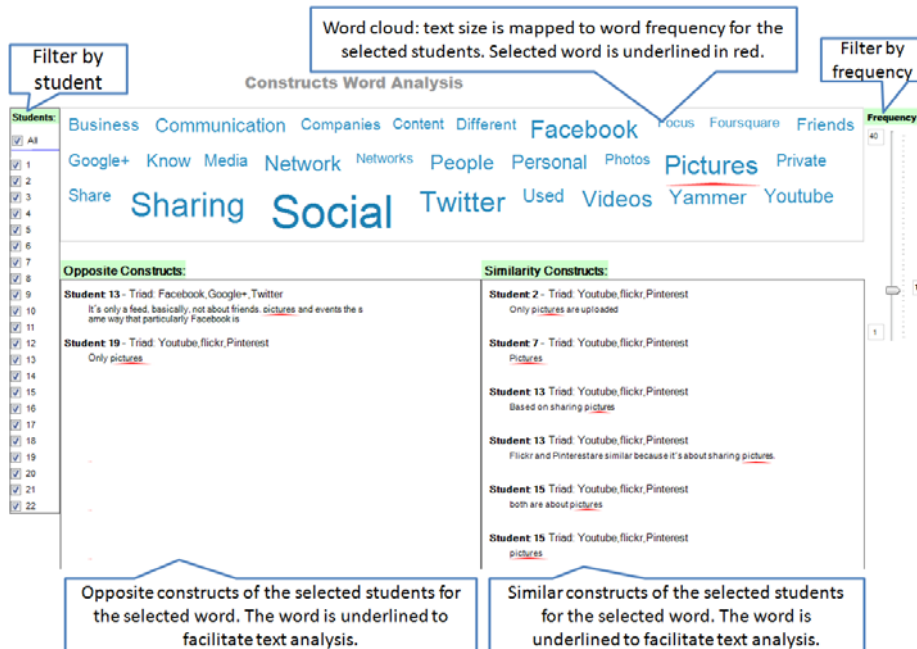 Word cloud: text size is mapped to word frequency for the
selected students. Selected word is underlined in red.
Filter by
student
Filter by
frequency
Constructs Word Analysis
Students:
All
1
2
3
4
5
6
7
8
9
10
11
12
13
14
15
16
17
18
19
20
21
22
Business Communication Companies Content Different Facebook Focus Foursquare Friends
Google+ Know Media Network Networks People Personal Photos Pictures Private
Share Sharing Social Twitter Used Videos Yammer Youtube
Frequency
40
1
Opposite Constructs:
Student 13 - Triad: Facebook,Google+,Twitter
It's only a feed, basically, not about friends, pictures and events the s
ame way that particularly Facebook is
Student 19 - Triad: Youtube,flickr,Pinterest
Only pictures
Similarity Constructs:
Student 2 - Triad: Youtube,flickr,Pinterest
Only pictures are uploaded
Student 7 - Triad: Youtube,flickr,Pinterest
Pictures
Student 13 Triad: Youtube,flickr,Pinterest
Based on sharing pictures
Student 13 Triad: Youtube,flickr,Pinterest
Flickr and Pinterestare similar because it's about sharing pictures.
Student 15 Triad: Youtube,flickr,Pinterest
both are about pictures
Student 15 Triad: Youtube,flickr,Pinterest
pictures
Opposite constructs of the selected students for
the selected word. The word is underlined to
facilitate text analysis.
Similar constructs of the selected students
for the selected word. The word is
underlined to facilitate text analysis.